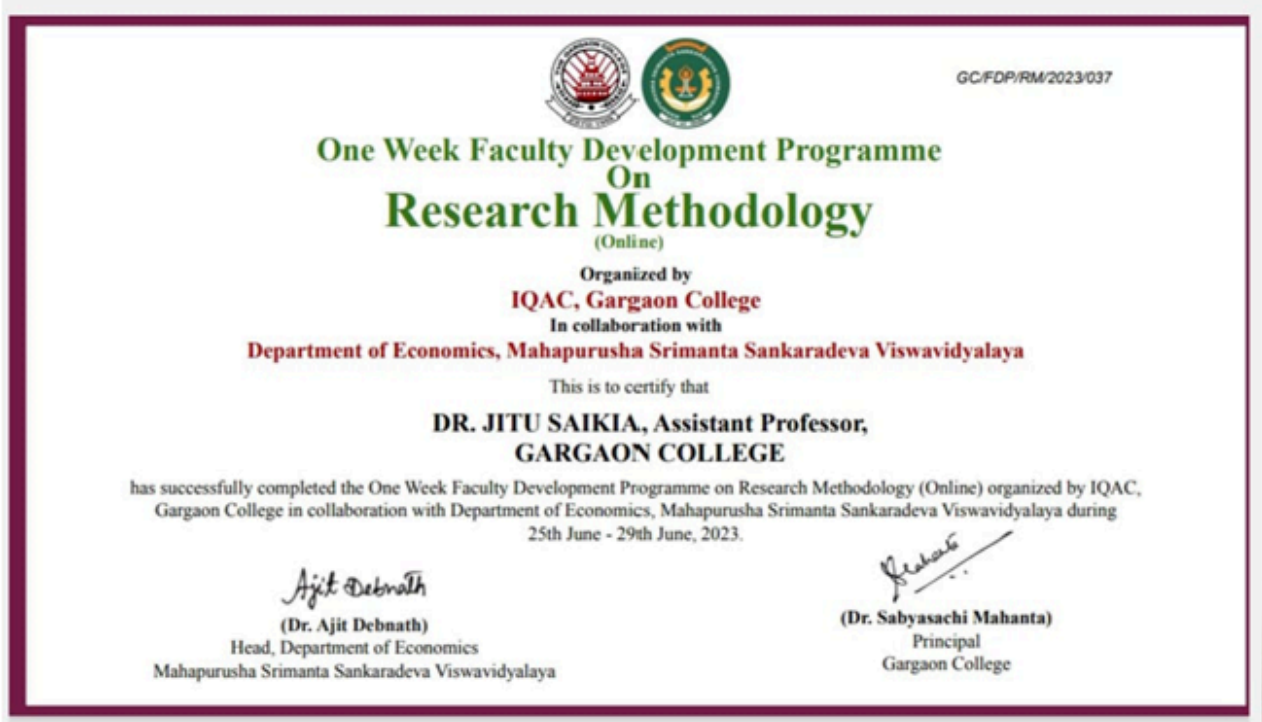 GC/FDP/RM/2023/037
One Week Faculty Development Programme
On
Research Methodology
(Online)
Organized by
IQAC, Gargaon College
In collaboration with
Department of Economics, Mahapurusha Srimanta Sankaradeva Viswavidyalaya
This is to certify that
DR. JITU SAIKIA, Assistant Professor,
GARGAON COLLEGE
has successfully completed the One Week Faculty Development Programme on Research Methodology (Online) organized by IQAC,
Gargaon College in collaboration with Department of Economics, Mahapurusha Srimanta Sankaradeva Viswavidyalaya during
25th June - 29th June, 2023.
Ajit Debnath
(Dr. Ajit Debnath)
Head, Department of Economics
Mahapurusha Srimanta Sankaradeva Viswavidyalaya
(Dr. Sabyasachi Mahanta)
Principal
Gargaon College